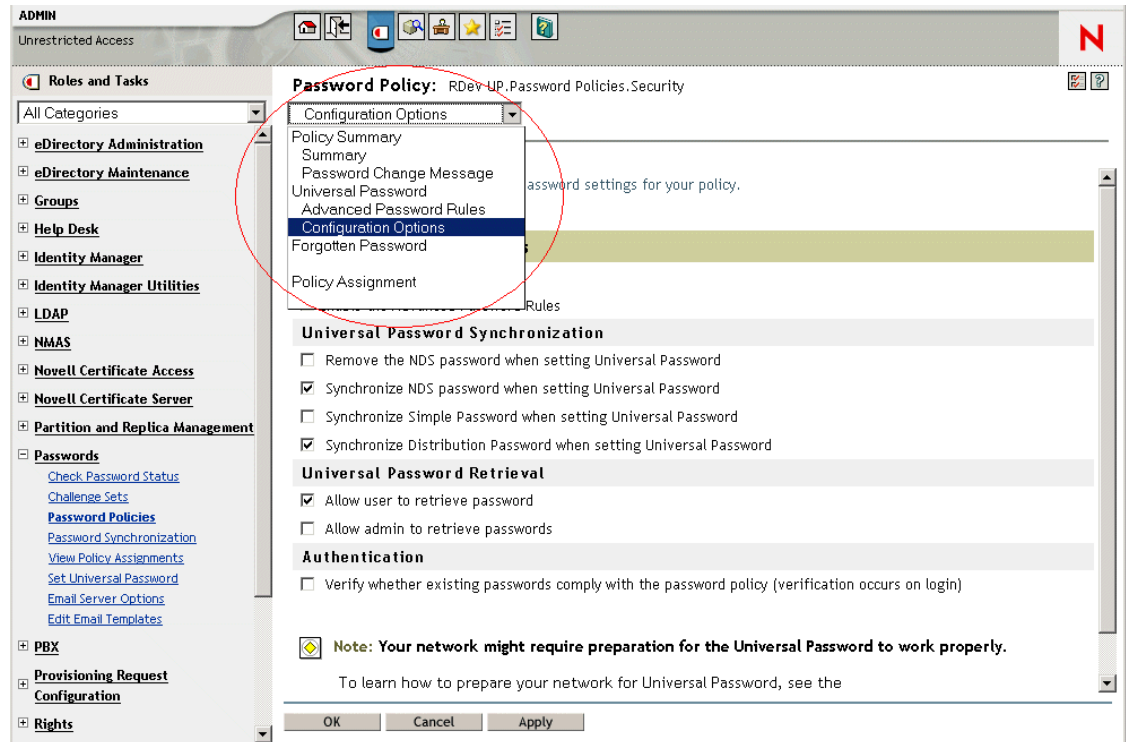 ADMIN
Unrestricted Access
N
Roles and Tasks
All Categories
eDirectory Administration
eDirectory Maintenance
Groups
Help Desk
Identity Manager
Identity Manager Utilities
LDAP
NMAS
Novell Certificate Access
Novell Certificate Server
Partition and Replica Management
Passwords
Check Password Status
Challenge Sets
Password Policies
Password Synchronization
View Policy Assignments
Set Universal Password
Email Server Options
Edit Email Templates
PBX
Provisioning Request
Configuration
Rights
Password Policy: RDev UP.Password Policies.Security
?
Configuration Options
Policy Summary
Summary
Password Change Message
Universal Password
Advanced Password Rules
Configuration Options
Forgotten Password
Policy Assignment
assword settings for your policy.
Rules
Universal Password Synchronization
Remove the NDS password when setting Universal Password
Synchronize NDS password when setting Universal Password
Synchronize Simple Password when setting Universal Password
Synchronize Distribution Password when setting Universal Password
Universal Password Retrieval
Allow user to retrieve password
Allow admin to retrieve passwords
Authentication
Verify whether existing passwords comply with the password policy (verification occurs on login)
Note: Your network might require preparation for the Universal Password to work properly.
To learn how to prepare your network for Universal Password, see the
OK
Cancel
Apply